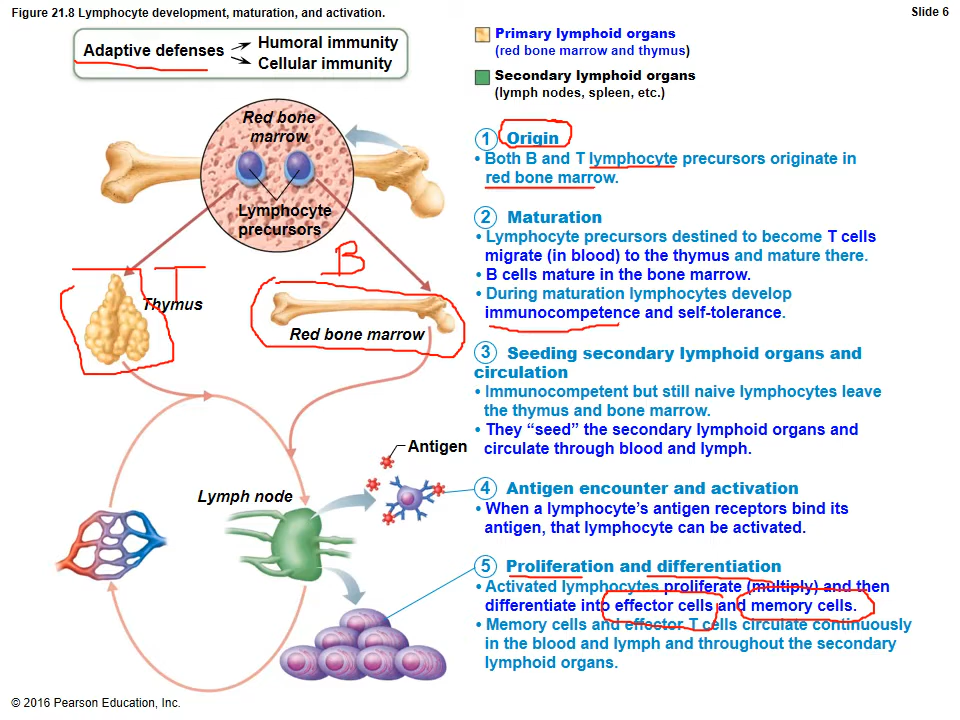 Figure 21.8 Lymphocyte development, maturation, and activation.
Slide 6
Adaptive defenses
Humoral immunity
Cellular immunity
Primary lymphoid organs
(red bone marrow and thymus)
Secondary lymphoid organs
(lymph nodes, spleen, etc.)
Red bone
marrow
Lymphocyte
precursors
1 Origin
• Both B and T lymphocyte precursors originate in
red bone marrow.
2 Maturation
• Lymphocyte precursors destined to become T cells
migrate (in blood) to the thymus and mature there.
• B cells mature in the bone marrow.
• During maturation lymphocytes develop
immunocompetence and self-tolerance.
T
B
Thymus
Red bone marrow
3 Seeding secondary lymphoid organs and
circulation
• Immunocompetent but still naive lymphocytes leave
the thymus and bone marrow.
• They “seed” the secondary lymphoid organs and
circulate through blood and lymph.
Antigen
Lymph node
4 Antigen encounter and activation
• When a lymphocyte’s antigen receptors bind its
antigen, that lymphocyte can be activated.
5 Proliferation and differentiation
• Activated lymphocytes proliferate (multiply) and then
differentiate into effector cells and memory cells.
• Memory cells and effector T cells circulate continuously
in the blood and lymph and throughout the secondary
lymphoid organs.
© 2016 Pearson Education, Inc.